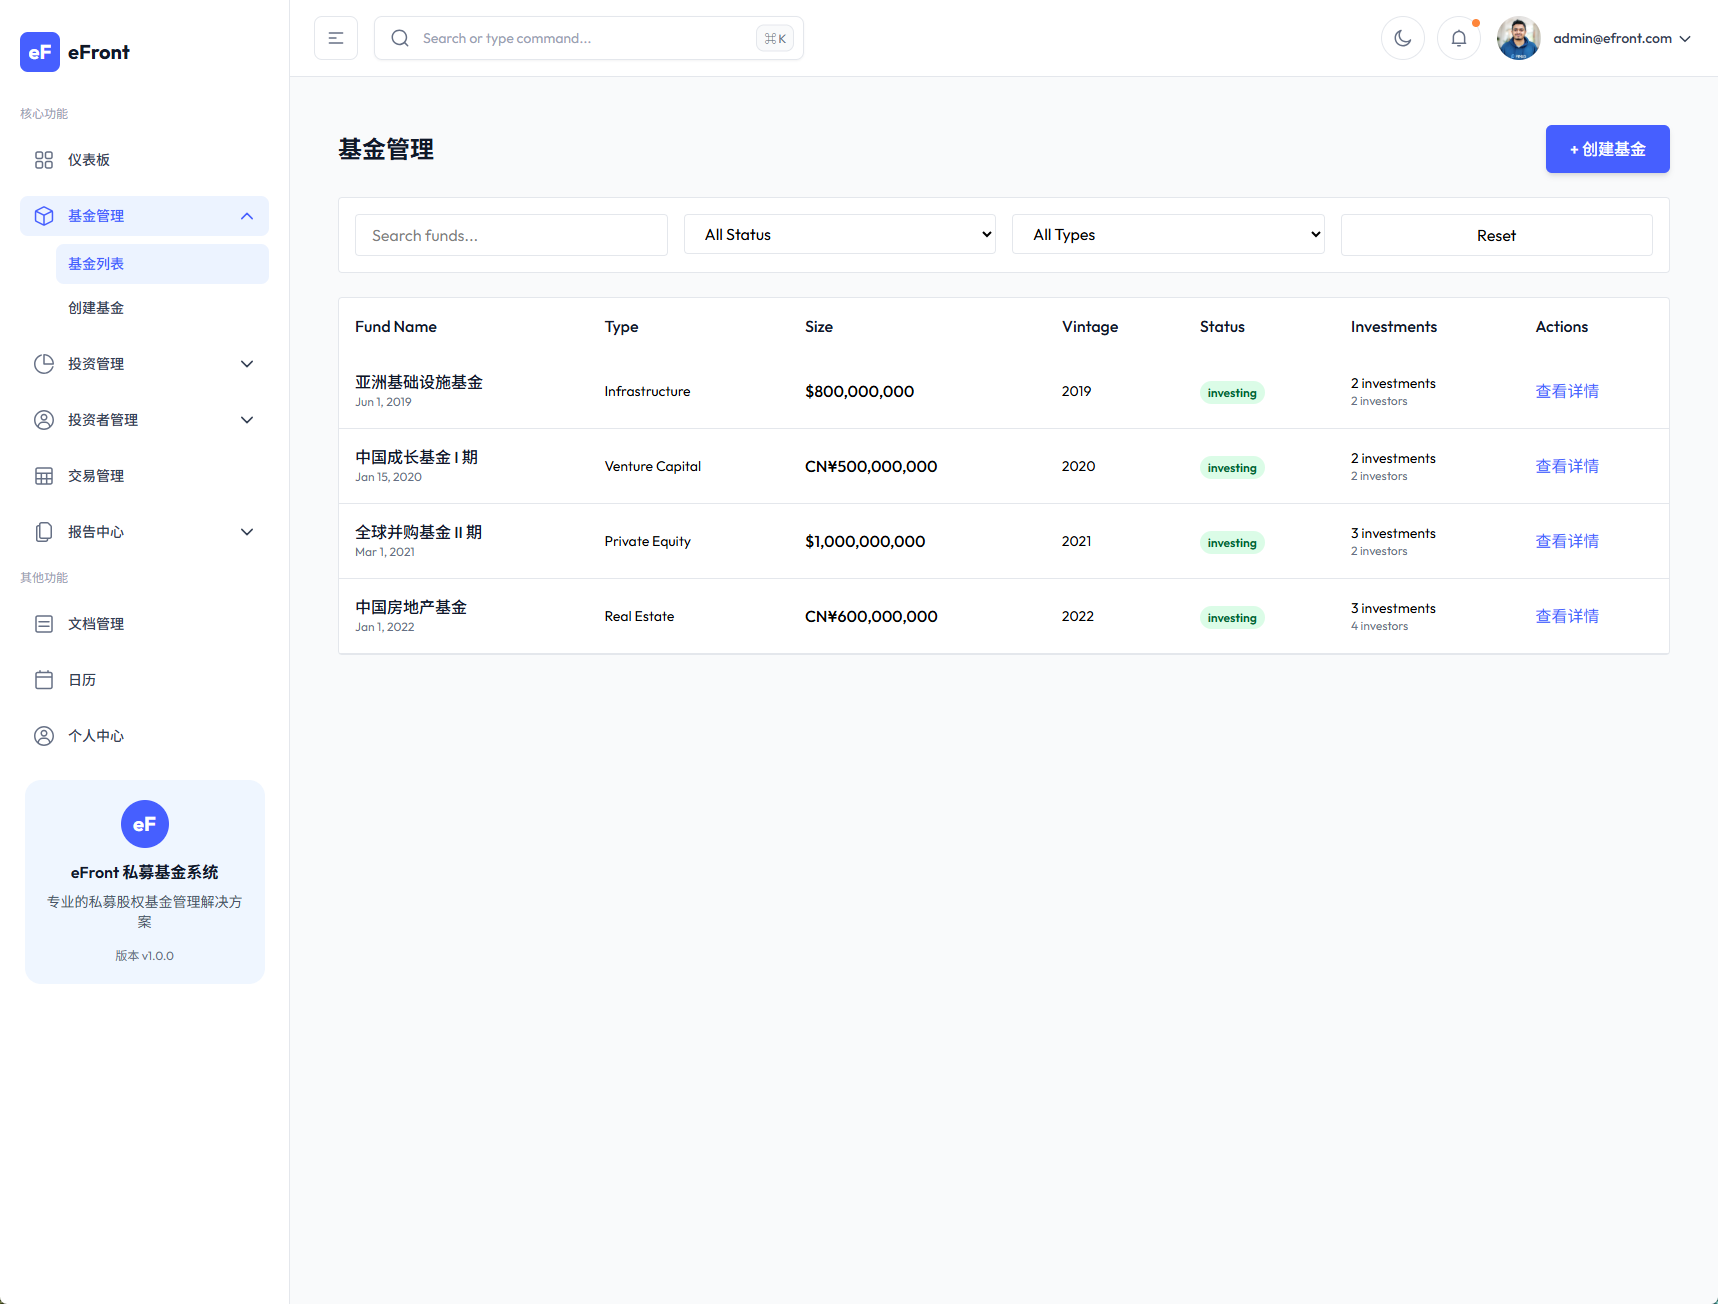 eF eFront
核心功能
仪表板
基金管理
基金列表
创建基金
投资管理
投资者管理
交易管理
报告中心
其他功能
文档管理
日历
个人中心
eF
eFront 私募基金系统
专业的私募股权基金管理解决方
案
版本 v1.0.0
Search or type command... ⌘K
admin@efront.com
基金管理
+ 创建基金
Search funds... All Status All Types Reset
Fund Name Type Size Vintage Status Investments Actions
亚洲基础设施基金 Infrastructure $800,000,000 2019 investing 2 investments 查看详情
Jun 1, 2019 2 investors
中国成长基金 I 期 Venture Capital CN¥500,000,000 2020 investing 2 investments 查看详情
Jan 15, 2020 2 investors
全球并购基金 II 期 Private Equity $1,000,000,000 2021 investing 3 investments 查看详情
Mar 1, 2021 2 investors
中国房地产基金 Real Estate CN¥600,000,000 2022 investing 3 investments 查看详情
Jan 1, 2022 4 investors